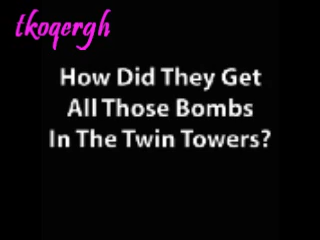 tkoqergh
How Did They Get
All Those Bombs
In The Twin Towers?